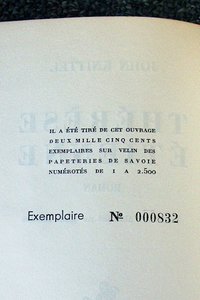 IL A ÉTÉ TIRÉ DE CET OUVRAGE
DEUX MILLE CINQ CENTS
EXEMPLAIRES SUR VELIN DES
PAPETERIES DE SAVOIE
NUMÉROTÉS DE 1 A 2.500
Exemplaire № 000832